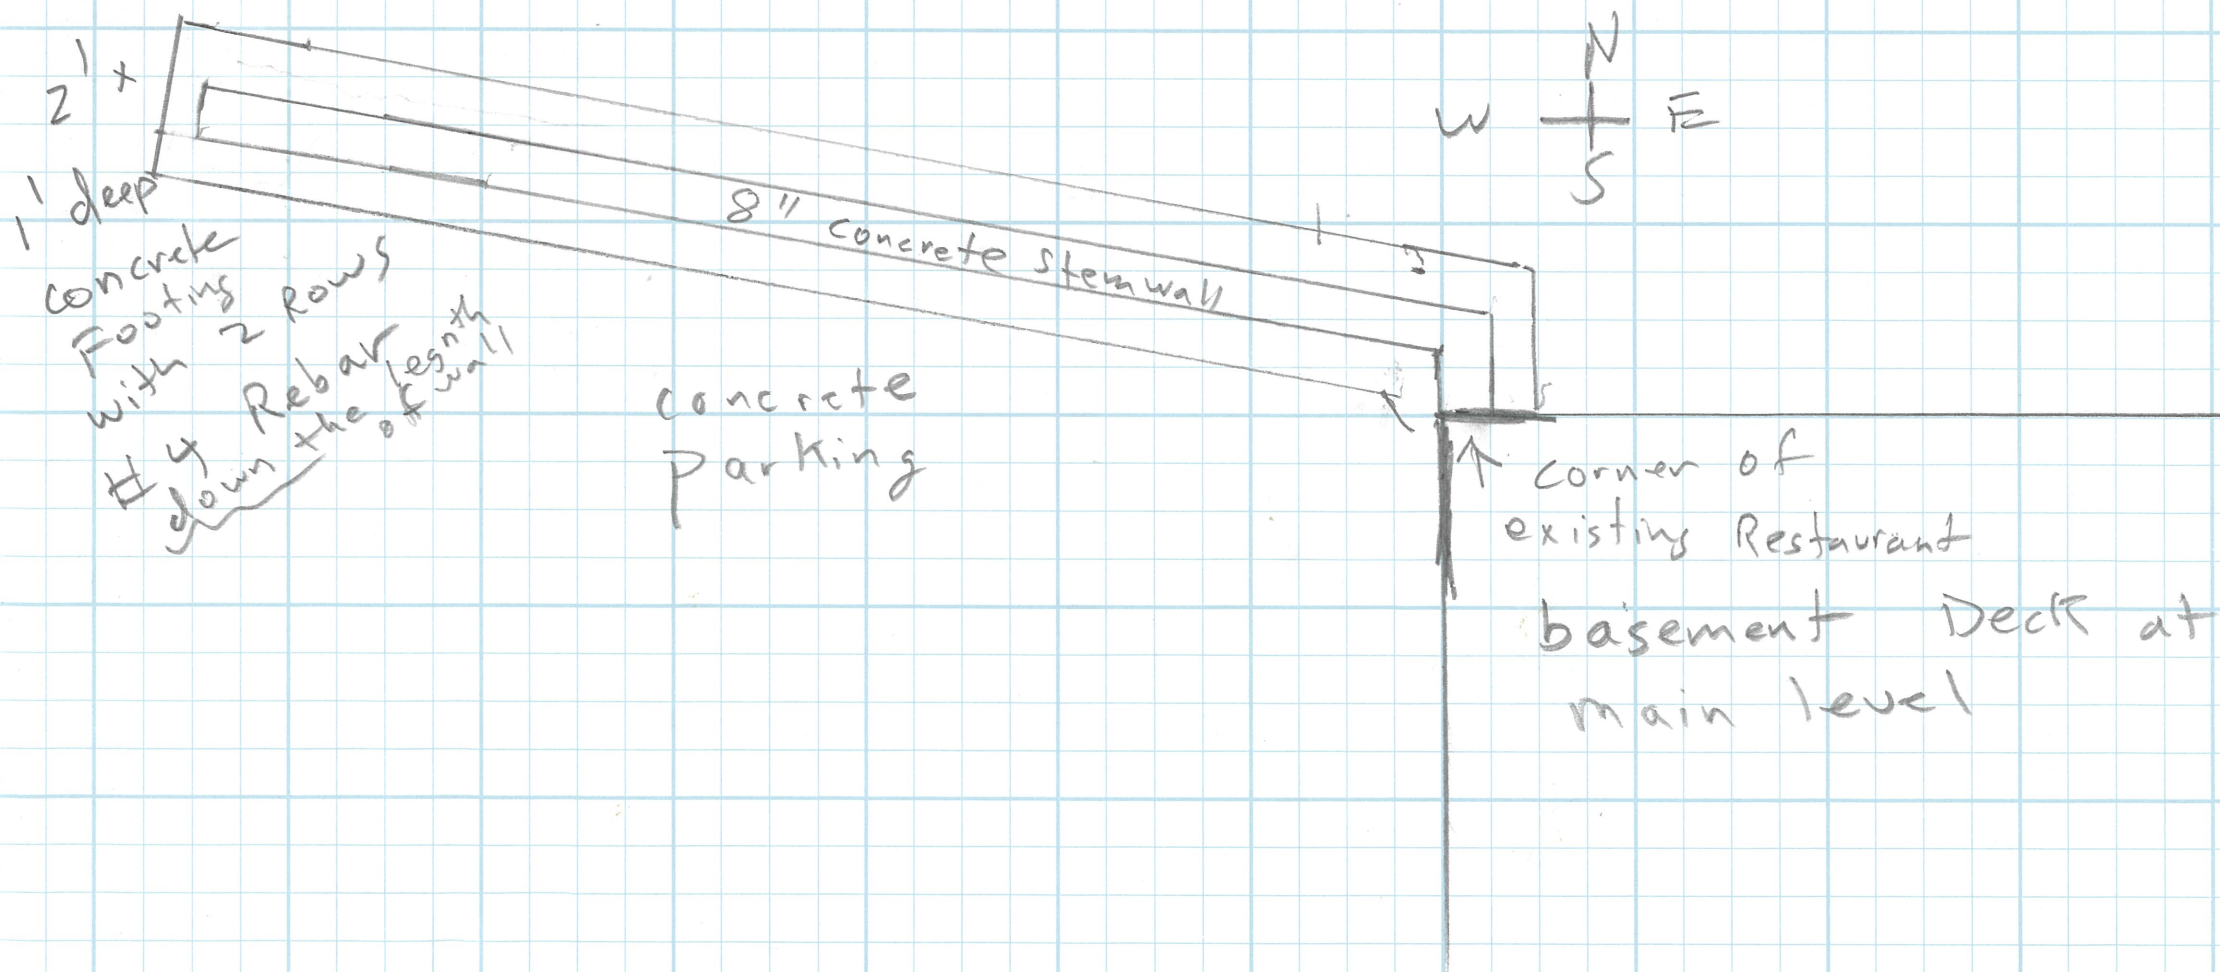 N
W E
S
2' x
1' deep
concrete
Footing
with 2 Rows
#4 Rebar
down the legnth
of wall
8" concrete stemwall
concrete
parking
corner of
existing Restaurant
basement Deck at
main level